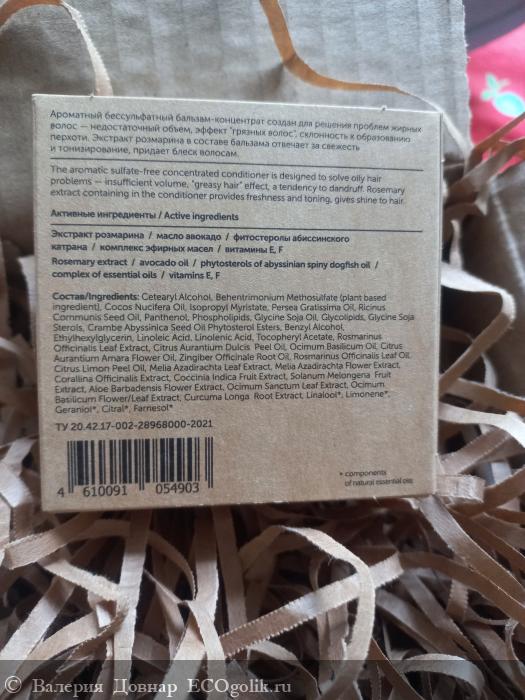 Ароматный бессульфатный бальзам-концентрат создан для решения проблем жирных
волос — недостаточный объем, эффект "грязных волос", склонность к образованию
перхоти. Экстракт розмарина в составе бальзама отвечает за свежесть
и тонизирование, придает блеск волосам.
The aromatic sulfate-free concentrated conditioner is designed to solve oily hair
problems — insufficient volume, "greasy hair" effect, a tendency to dandruff. Rosemary
extract containing in the conditioner provides freshness and toning, gives shine to hair.
Активные ингредиенты / Active ingredients
Экстракт розмарина / масло авокадо / фитостеролы абиссинского
катрана / комплекс эфирных масел / витамины E, F
Rosemary extract / avocado oil / phytosterols of abyssinian spiny dogfish oil /
complex of essential oils / vitamins E, F
Состав/Ingredients: Cetearyl Alcohol, Behentrimonium Methosulfate (plant based
ingredient), Cocos Nucifera Oil, Isopropyl Myristate, Persea Gratissima Oil, Ricinus
Communis Seed Oil, Panthenol, Phospholipids, Glycine Soja Oil, Glycolipids, Glycine Soja
Sterols, Crambe Abyssinica Seed Oil Phytosterol Esters, Benzyl Alcohol,
Ethylhexylglycerin, Linoleic Acid, Linolenic Acid, Tocopheryl Acetate, Rosmarinus
Officinalis Leaf Extract, Citrus Aurantium Dulcis Peel Oil, Ocimum Basilicum Oil, Citrus
Aurantium Amara Flower Oil, Zingiber Officinale Root Oil, Rosmarinus Officinalis Leaf Oil,
Citrus Limon Peel Oil, Melia Azadirachta Leaf Extract, Melia Azadirachta Flower Extract,
Corallina Officinalis Extract, Coccinia Indica Fruit Extract, Solanum Melongena Fruit
Extract, Aloe Barbadensis Flower Extract, Ocimum Sanctum Leaf Extract, Ocimum
Basilicum Flower/Leaf Extract, Curcuma Longa Root Extract, Linalool*, Limonene*,
Geraniol*, Citral*, Farnesol*
ТУ 20.42.17-002-28968000-2021
4 610091 054903
* components
of natural essential oils
© Валерия Довнар ECOgolik.ru